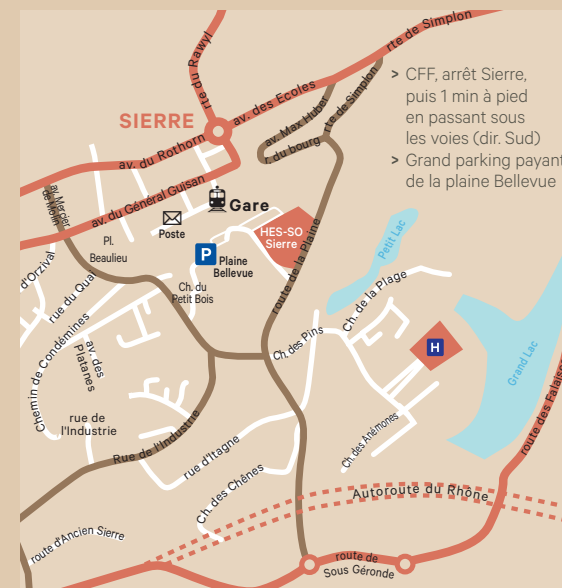 rte du Rawyl
rte de Simplon
av. des Ecoles
av. Max Huber
rte de Simplon
> CFF, arrêt Sierre,
puis 1 min à pied
en passant sous
les voies (dir. Sud)
> Grand parking payant
de la plaine Bellevue
SIERRE
r. du bourg
av. du Rothorn
av. du Général Guisan
av. Mercier
de Molin
Gare
Poste
HES-SO
Sierre
Pl.
Beaulieu
P
Plaine
Bellevue
route de la Plaine
Petit Lac
d'Orzival
rue du Quai
Ch. du
Petit Bois
Ch. de la Plage
Chemin de Condémines
av. des
Platanes
Ch. des Pins
H
Grand Lac
route des Falaises
rue de
l'Industrie
Rue de l'Industrie
rue d'Itagne
Ch. des Anémones
Ch. des Chênes
Autoroute du Rhône
route d'Ancien Sierre
route de
Sous Géronde